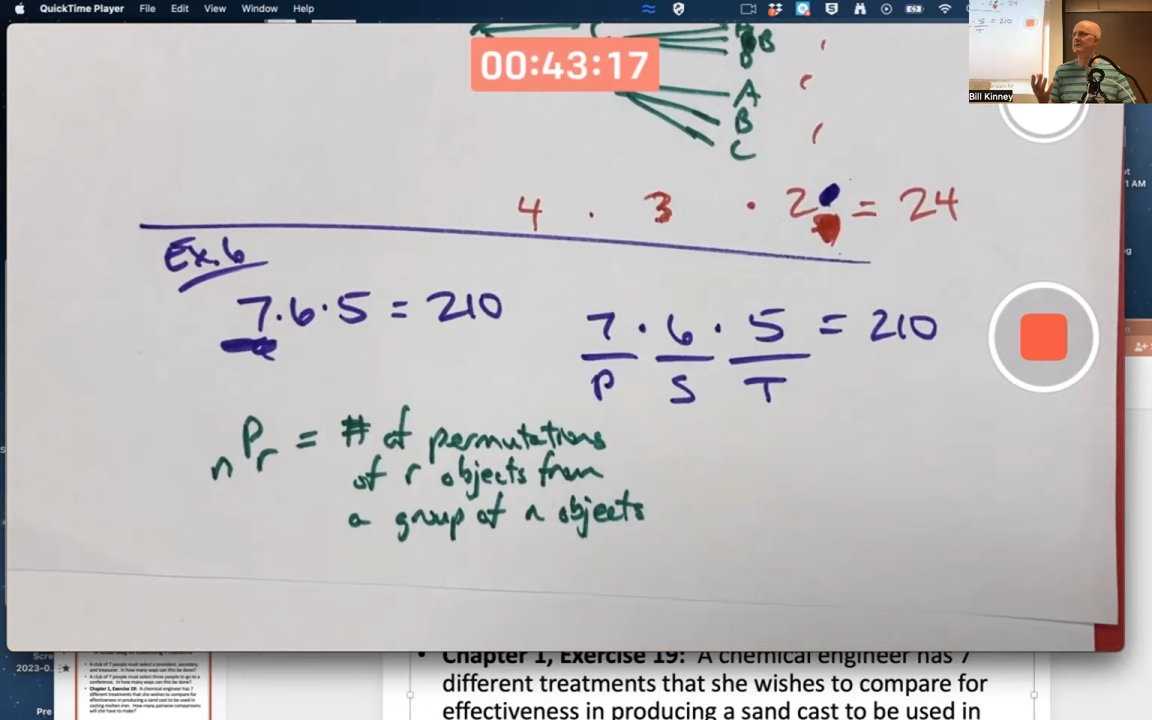 QuickTime Player File Edit View Window Help
00:43:17
Bill Kinney
B
A
B
C
4 · 3 · 2 = 24
Ex. 6
7·6·5 = 210
7 · 6 · 5 = 210
P S T
nPr = # of permutations
of r objects from
a group of n objects
Chapter 1, Exercise 19: A chemical engineer has 7
different treatments that she wishes to compare for
effectiveness in producing a sand cast to be used in